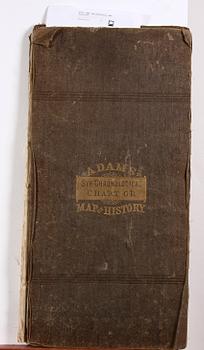 ADAMS'
SYNCHRONOLOGICAL
CHART OR
MAP OF HISTORY